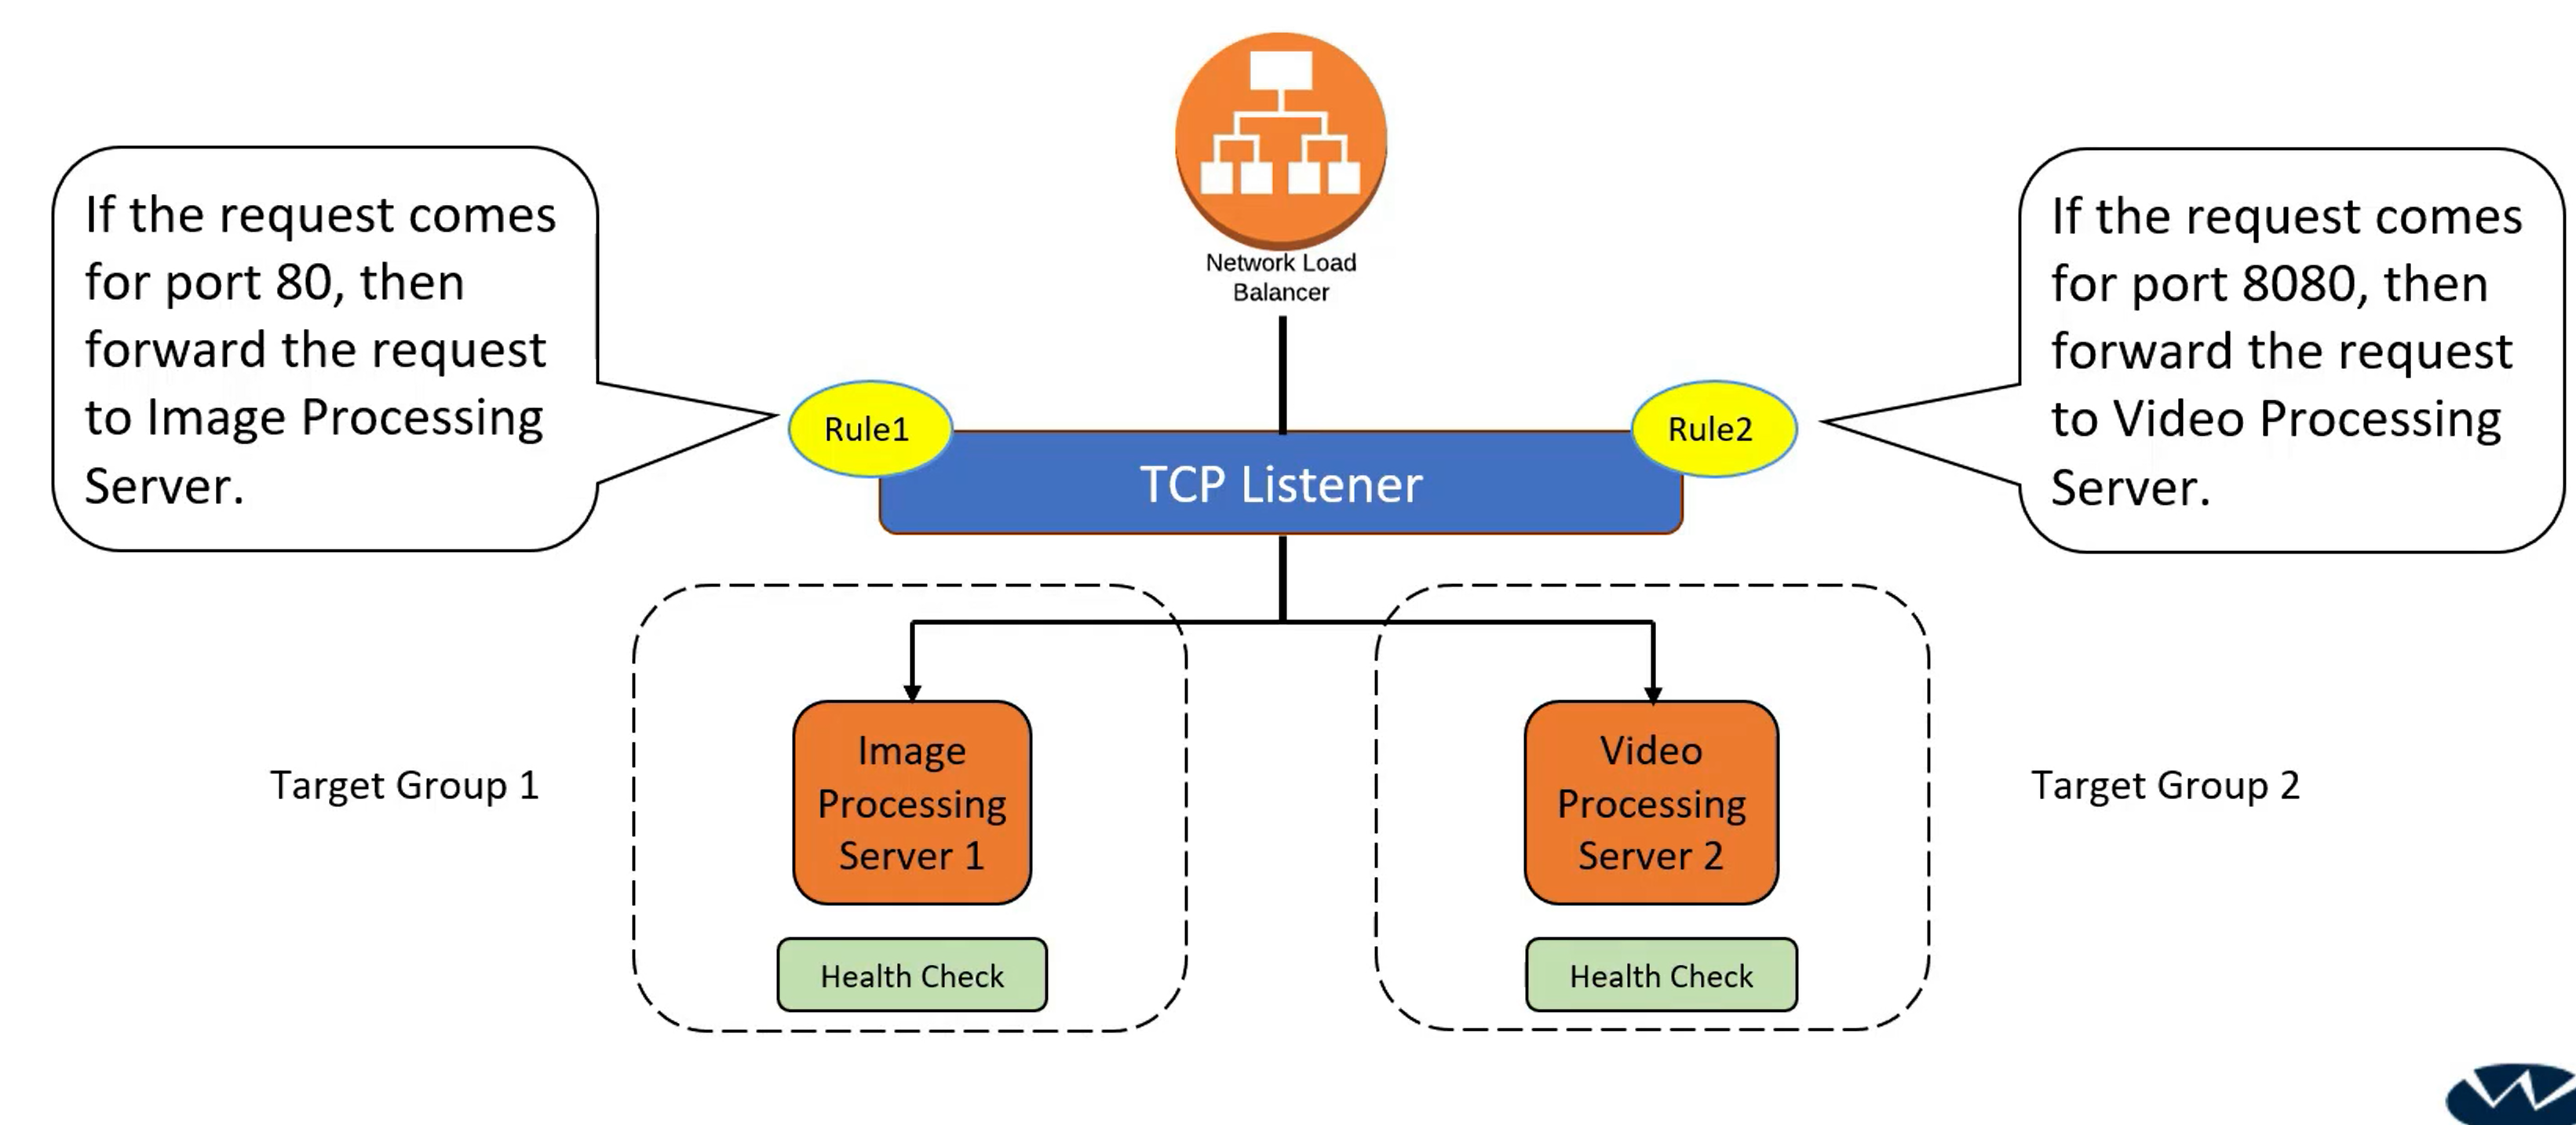 Network Load
Balancer
If the request comes
for port 80, then
forward the request
to Image Processing
Server.
If the request comes
for port 8080, then
forward the request
to Video Processing
Server.
Rule1
Rule2
TCP Listener
Target Group 1
Image
Processing
Server 1
Health Check
Video
Processing
Server 2
Health Check
Target Group 2